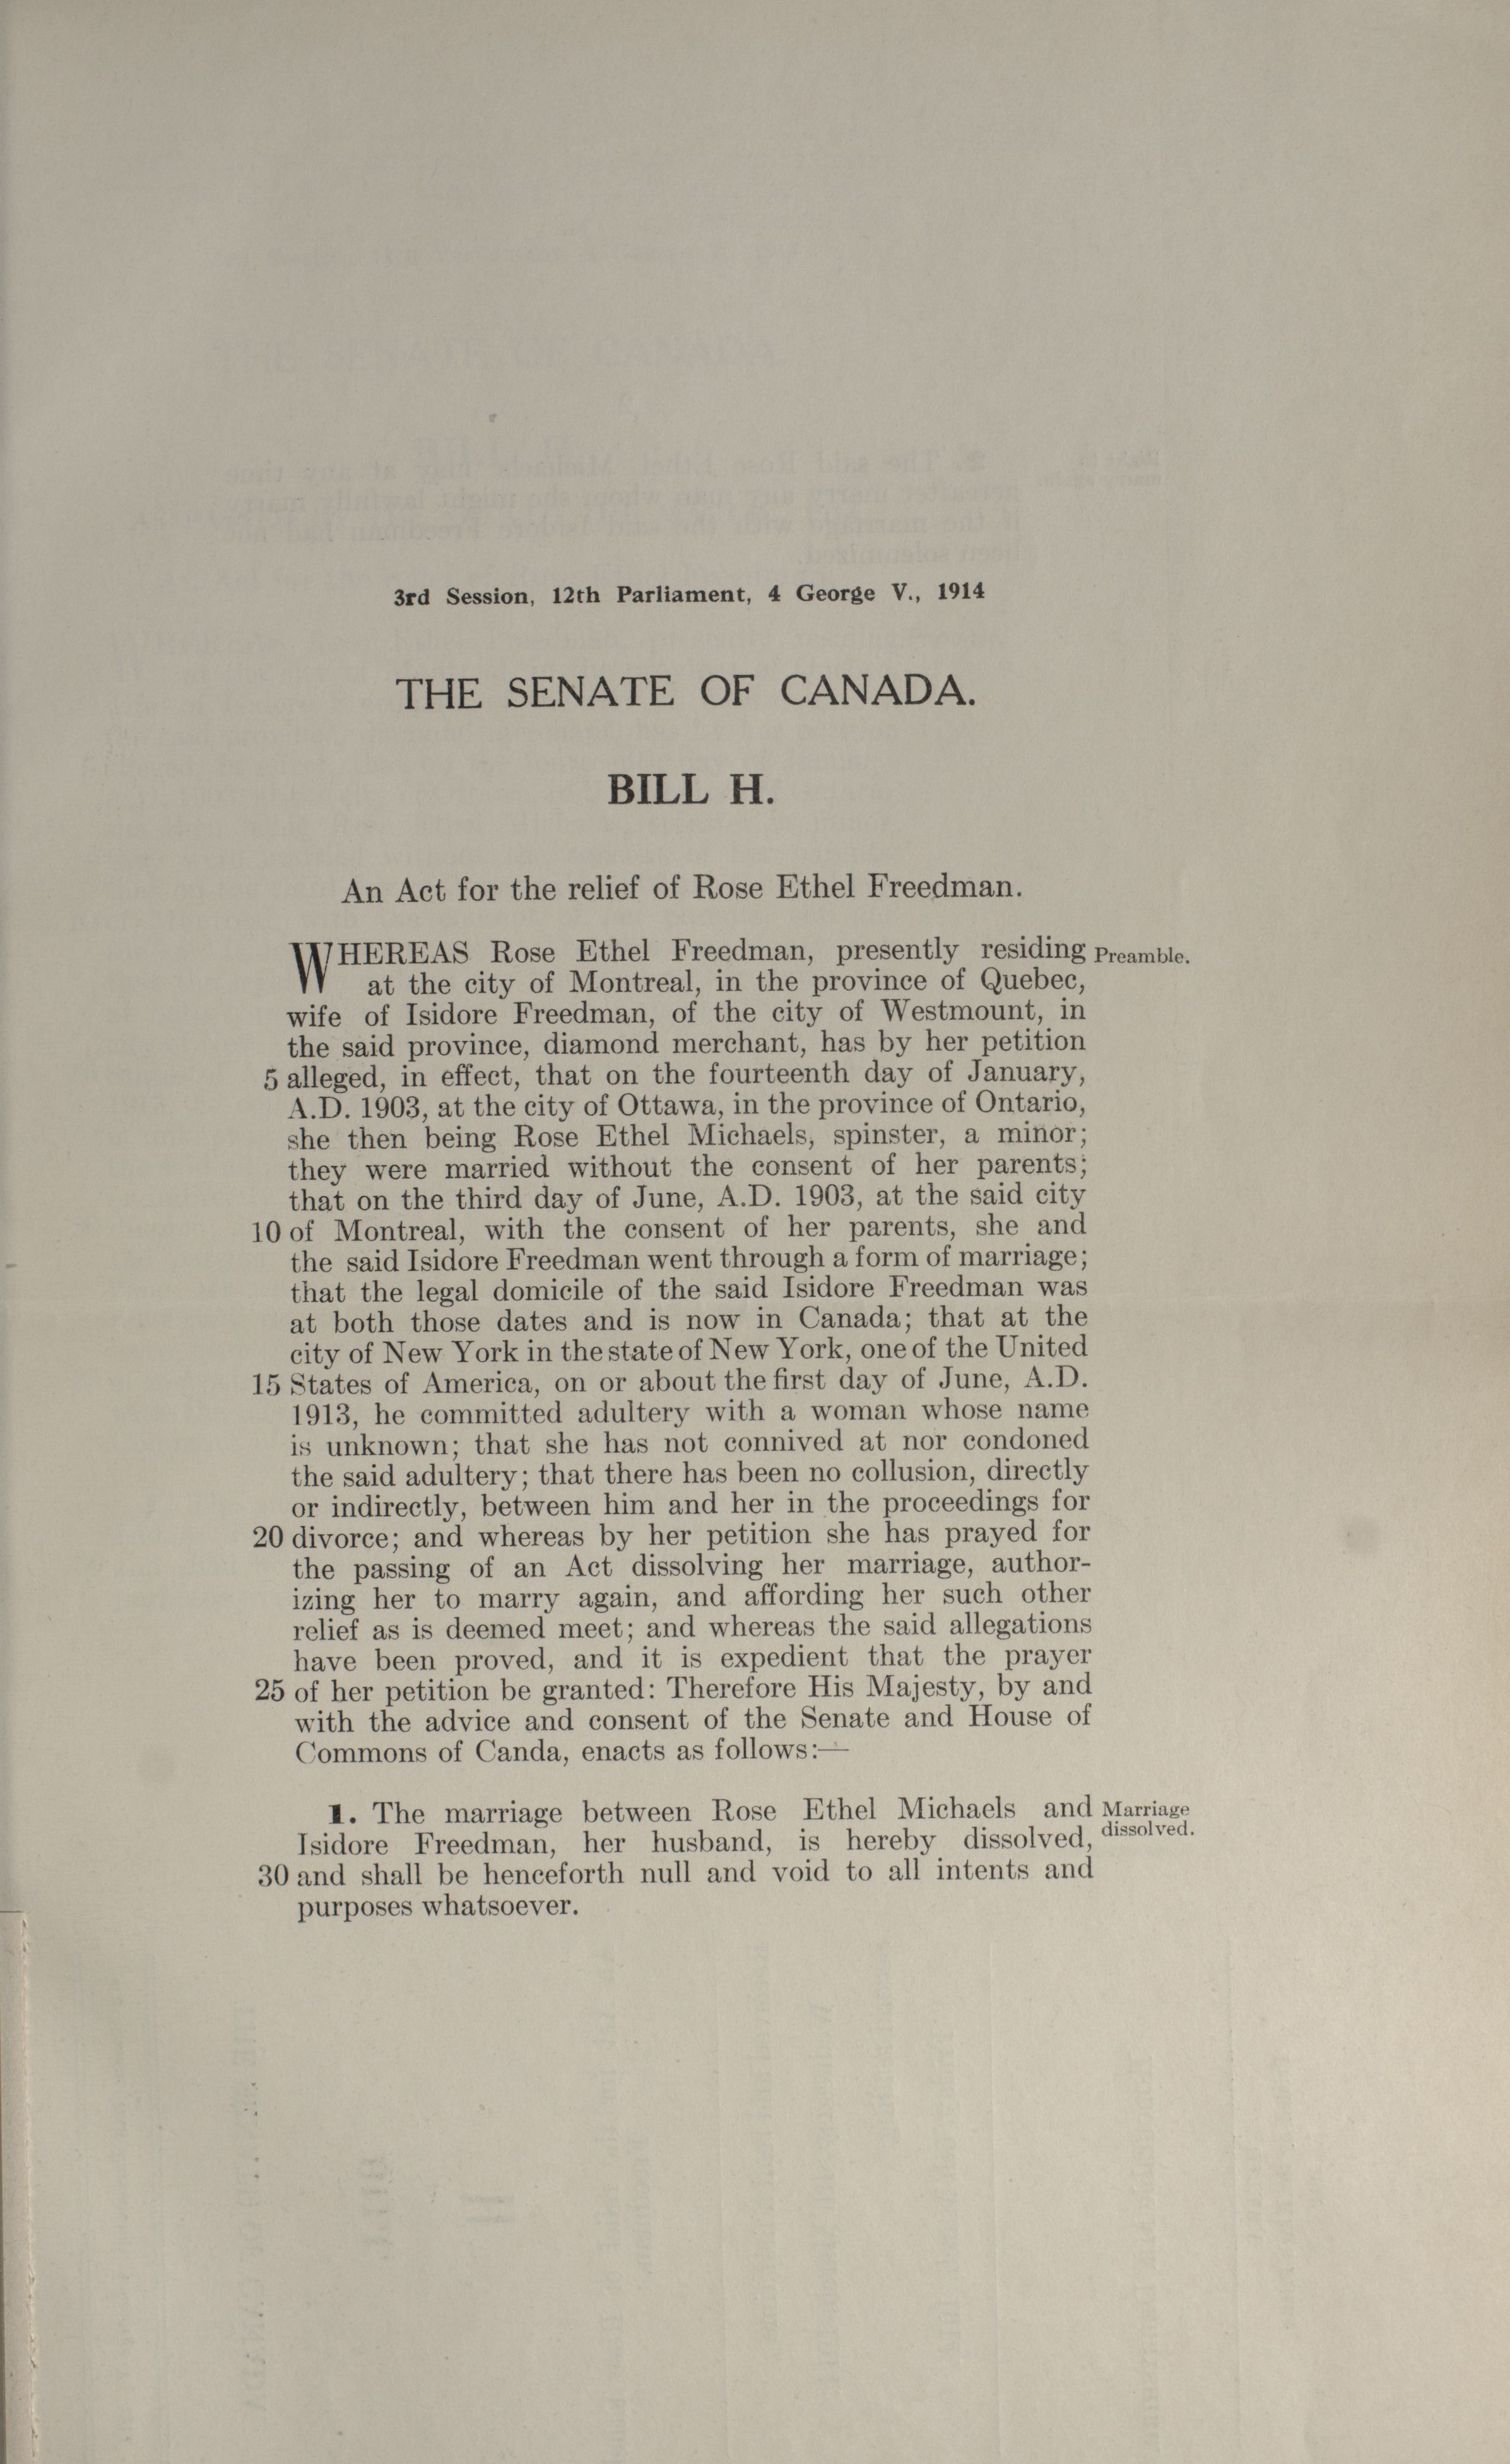 3rd Session, 12th Parliament, 4 George V., 1914
THE SENATE OF CANADA.
BILL H.
An Act for the relief of Rose Ethel Freedman.
WHEREAS Rose Ethel Freedman, presently residing Preamble.
at the city of Montreal, in the province of Quebec,
wife of Isidore Freedman, of the city of Westmount, in
the said province, diamond merchant, has by her petition
5 alleged, in effect, that on the fourteenth day of January,
A.D. 1903, at the city of Ottawa, in the province of Ontario,
she then being Rose Ethel Michaels, spinster, a minor;
they were married without the consent of her parents;
that on the third day of June, A.D. 1903, at the said city
10 of Montreal, with the consent of her parents, she and
the said Isidore Freedman went through a form of marriage;
that the legal domicile of the said Isidore Freedman was
at both those dates and is now in Canada; that at the
city of New York in the state of New York, one of the United
15 States of America, on or about the first day of June, A.D.
1913, he committed adultery with a woman whose name
is unknown; that she has not connived at nor condoned
the said adultery; that there has been no collusion, directly
or indirectly, between him and her in the proceedings for
20 divorce; and whereas by her petition she has prayed for
the passing of an Act dissolving her marriage, author-
izing her to marry again, and affording her such other
relief as is deemed meet; and whereas the said allegations
have been proved, and it is expedient that the prayer
25 of her petition be granted: Therefore His Majesty, by and
with the advice and consent of the Senate and House of
Commons of Canda, enacts as follows:—
1. The marriage between Rose Ethel Michaels and Marriage
Isidore Freedman, her husband, is hereby dissolved, dissolved.
30 and shall be henceforth null and void to all intents and
purposes whatsoever.